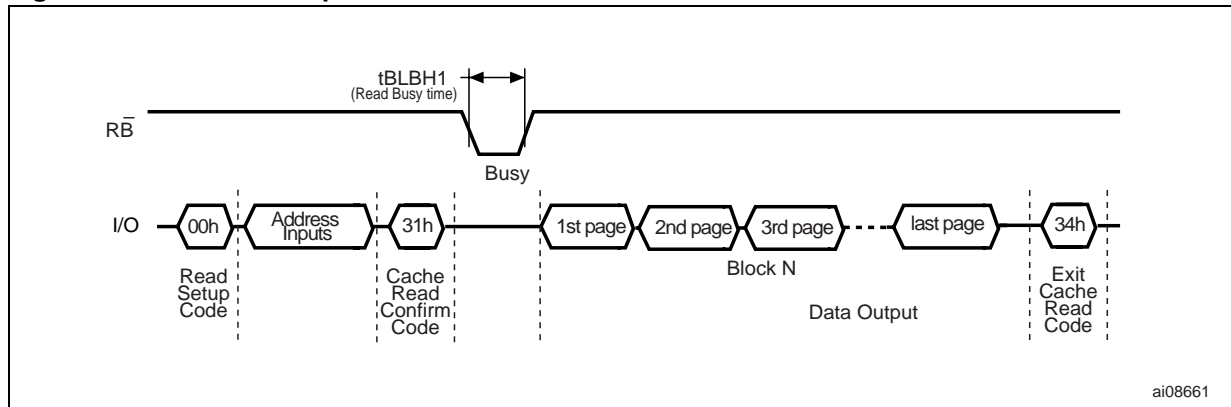 tBLBH1
(Read Busy time)
RB̅
Busy
I/O
00h
Address
Inputs
31h
1st page
2nd page
3rd page
last page
34h
Read
Setup
Code
Cache
Read
Confirm
Code
Block N
Data Output
Exit
Cache
Read
Code
ai08661